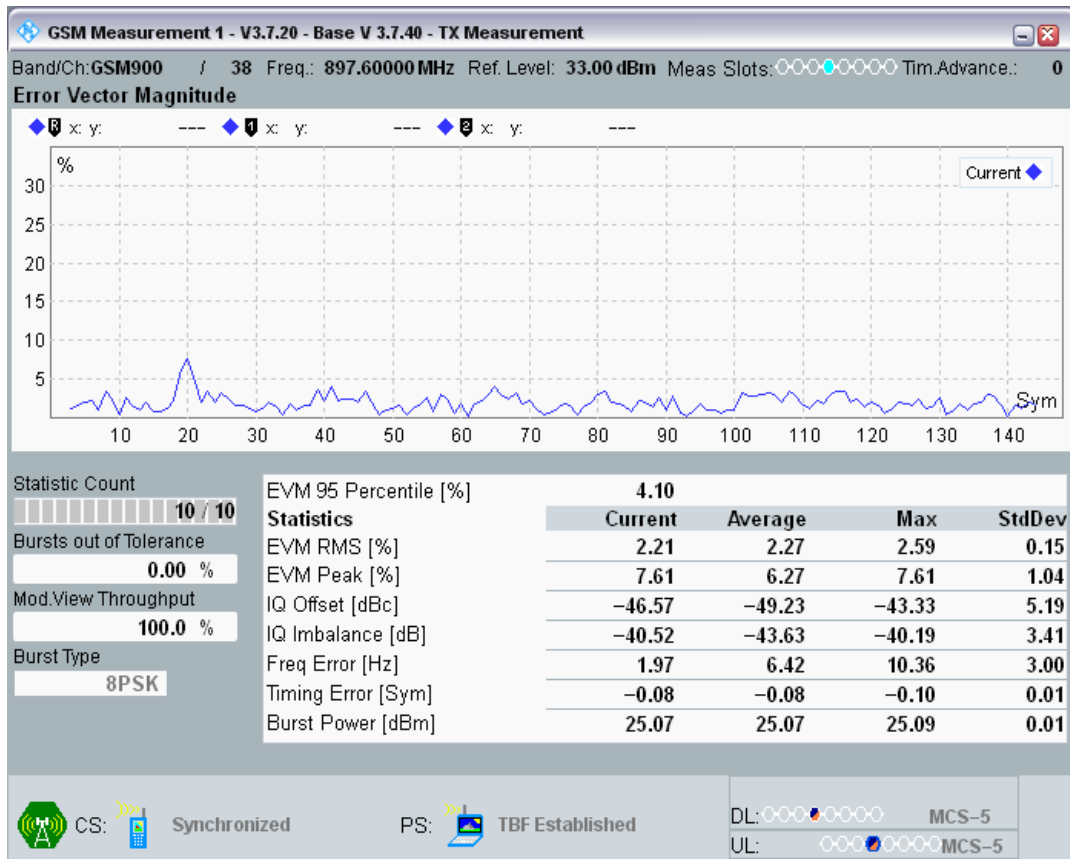 GSM Measurement 1 - V3.7.20 - Base V 3.7.40 - TX Measurement
Band/Ch:GSM900 / 38 Freq.: 897.60000 MHz Ref. Level: 33.00 dBm Meas Slots: Tim.Advance.: 0
Error Vector Magnitude
R x: y: --- 1 x: y: --- 2 x: y: ---
%
Current
30
25
20
15
10
5
Sym
10 20 30 40 50 60 70 80 90 100 110 120 130 140
Statistic Count
10 / 10
Bursts out of Tolerance
0.00 %
Mod.View Throughput
100.0 %
Burst Type
8PSK
EVM 95 Percentile [%] 4.10
Statistics Current Average Max StdDev
EVM RMS [%] 2.21 2.27 2.59 0.15
EVM Peak [%] 7.61 6.27 7.61 1.04
IQ Offset [dBc] −46.57 −49.23 −43.33 5.19
IQ Imbalance [dB] −40.52 −43.63 −40.19 3.41
Freq Error [Hz] 1.97 6.42 10.36 3.00
Timing Error [Sym] −0.08 −0.08 −0.10 0.01
Burst Power [dBm] 25.07 25.07 25.09 0.01
CS: Synchronized PS: TBF Established
DL: MCS−5
UL: MCS−5